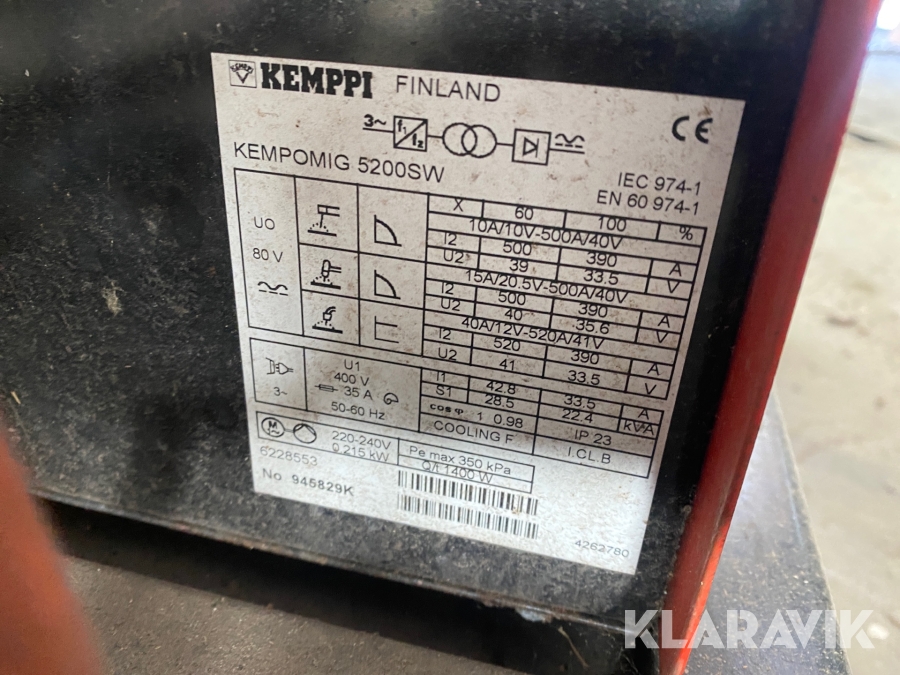 KEMPPI FINLAND
3~ f1/f2
CE
KEMPOMIG 5200SW
IEC 974-1
EN 60 974-1
X 60 100 %
10A/10V-500A/40V
UO
80 V
I2 500 390 A
U2 39 33.5 V
15A/20.5V-500A/40V
I2 500 390 A
U2 40 35.6 V
40A/12V-520A/41V
I2 520 390 A
U2 41 33.5 V
3~
U1
400 V
35 A
50-60 Hz
I1 42.8 33.5 A
S1 28.5 22.4 kVA
cos φ 1 0.98
COOLING F
IP 23
I.CL.B
M
220-240V
0.215 kW
Pe max 350 kPa
Q/l 1400 W
6228553
No 945829K
4262780
KLARAVIK